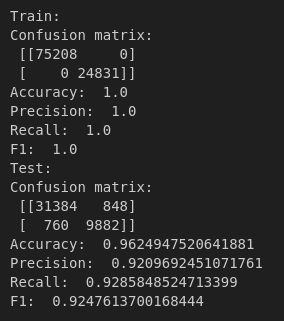 Train:
Confusion matrix:
 [[75208     0]
 [    0 24831]]
Accuracy:  1.0
Precision:  1.0
Recall:  1.0
F1:  1.0
Test:
Confusion matrix:
 [[31384   848]
 [  760  9882]]
Accuracy:  0.9624947520641881
Precision:  0.9209692451071761
Recall:  0.9285848524713399
F1:  0.9247613700168444